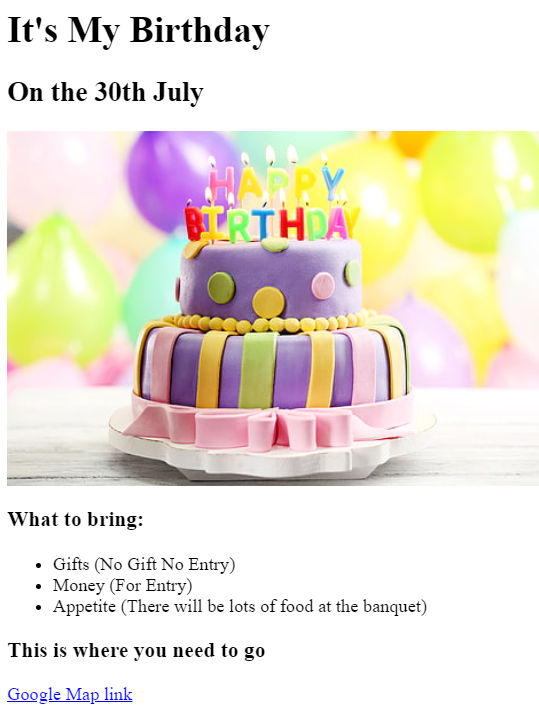 It's My Birthday
On the 30th July
HAPPY
BIRTHDAY
What to bring:
Gifts (No Gift No Entry)
Money (For Entry)
Appetite (There will be lots of food at the banquet)
This is where you need to go
Google Map link